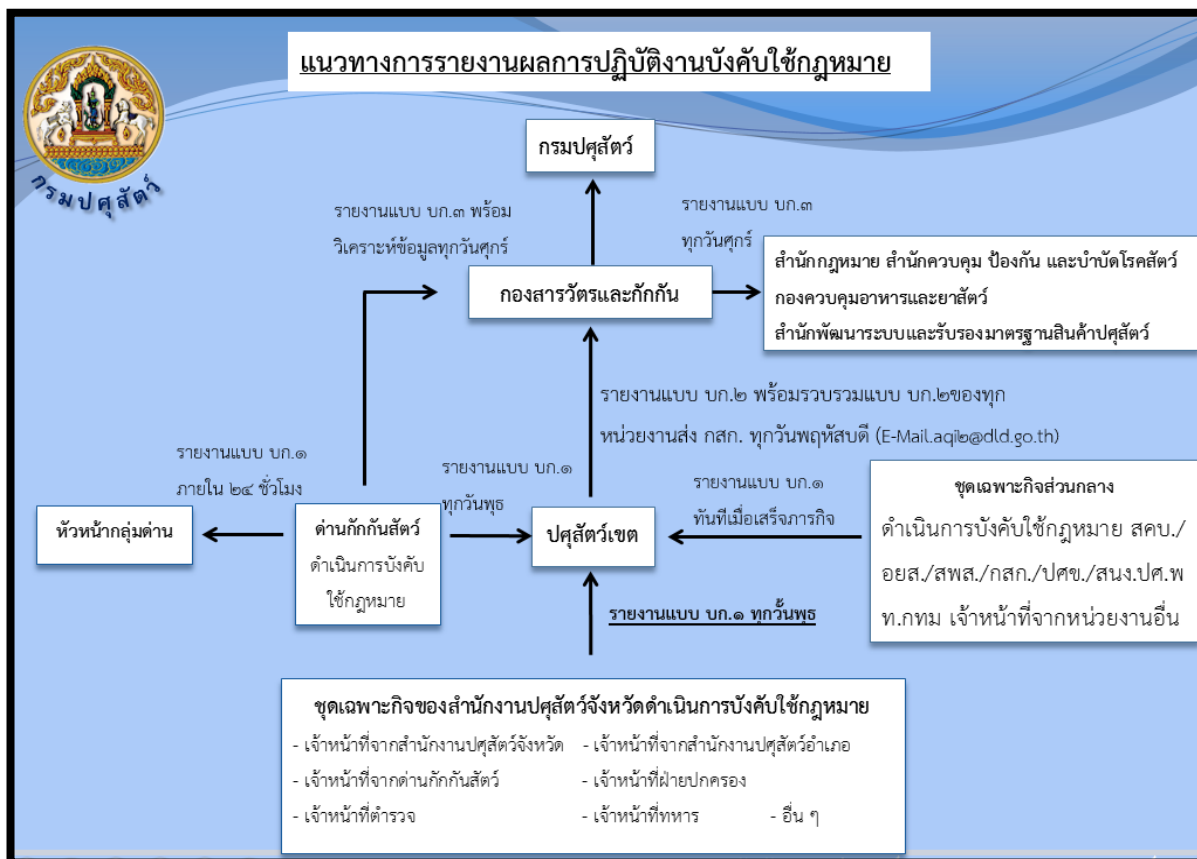 แนวทางการรายงานผลการปฏิบัติงานบังคับใช้กฎหมาย
กรมปศุสัตว์
กรมปศุสัตว์
รายงานแบบ บก.๓ พร้อม
วิเคราะห์ข้อมูลทุกวันศุกร์
รายงานแบบ บก.๓
ทุกวันศุกร์
กองสารวัตรและกักกัน
สำนักกฎหมาย สำนักควบคุม ป้องกัน และบำบัดโรคสัตว์
กองควบคุมอาหารและยาสัตว์
สำนักพัฒนาระบบและรับรองมาตรฐานสินค้าปศุสัตว์
รายงานแบบ บก.๒ พร้อมรวบรวมแบบ บก.๒ของทุก
หน่วยงานส่ง กสก. ทุกวันพฤหัสบดี (E-Mail.aqi๒@dld.go.th)
รายงานแบบ บก.๑
ภายใน ๒๔ ชั่วโมง
รายงานแบบ บก.๑
ทุกวันพุธ
รายงานแบบ บก.๑
ทันทีเมื่อเสร็จภารกิจ
หัวหน้ากลุ่มด่าน
ด่านกักกันสัตว์
ดำเนินการบังคับ
ใช้กฎหมาย
ปศุสัตว์เขต
ชุดเฉพาะกิจส่วนกลาง
ดำเนินการบังคับใช้กฎหมาย สคบ./
อยส./สพส./กสก./ปศข./สนง.ปศ.พ
ท.กทม เจ้าหน้าที่จากหน่วยงานอื่น
รายงานแบบ บก.๑ ทุกวั้นพุธ
ชุดเฉพาะกิจของสำนักงานปศุสัตว์จังหวัดดำเนินการบังคับใช้กฎหมาย
- เจ้าหน้าที่จากสำนักงานปศุสัตว์จังหวัด - เจ้าหน้าที่จากสำนักงานปศุสัตว์อำเภอ
- เจ้าหน้าที่จากด่านกักกันสัตว์ - เจ้าหน้าที่ฝ่ายปกครอง
- เจ้าหน้าที่ตำรวจ - เจ้าหน้าที่ทหาร - อื่น ๆ